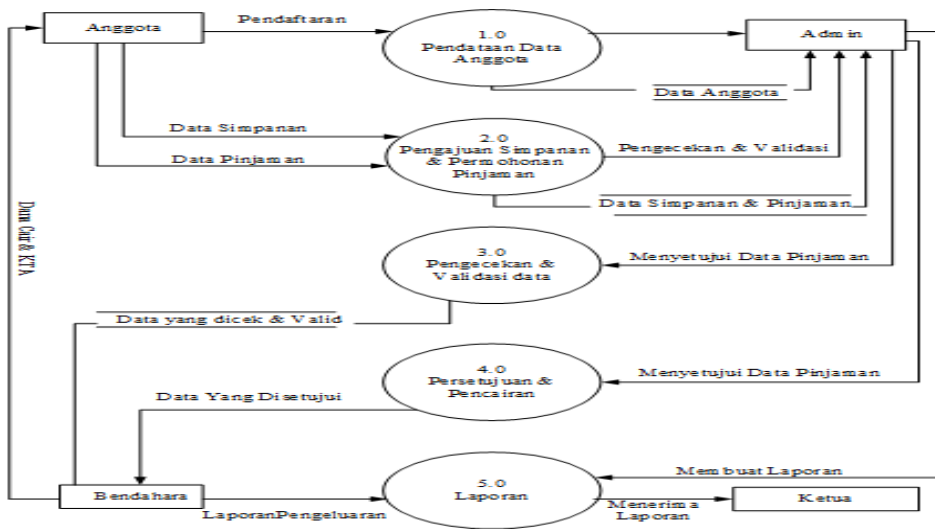 Anggota
Pendaftaran
1.0
Pendataan Data
Anggota
Admin
Data Anggota
Data Simpanan
Data Pinjaman
2.0
Pengajuan Simpanan
& Permohonan
Pinjaman
Pengecekan & Validasi
Data Simpanan & Pinjaman
Dana Cair & KTA
3.0
Pengecekan &
Validasi data
Menyetujui Data Pinjaman
Data yang dicek & Valid
4.0
Persetujuan &
Pencairan
Menyetujui Data Pinjaman
Data Yang Disetujui
Bendahara
LaporanPengeluaran
5.0
Laporan
Membuat Laporan
Menerima
Laporan
Ketua